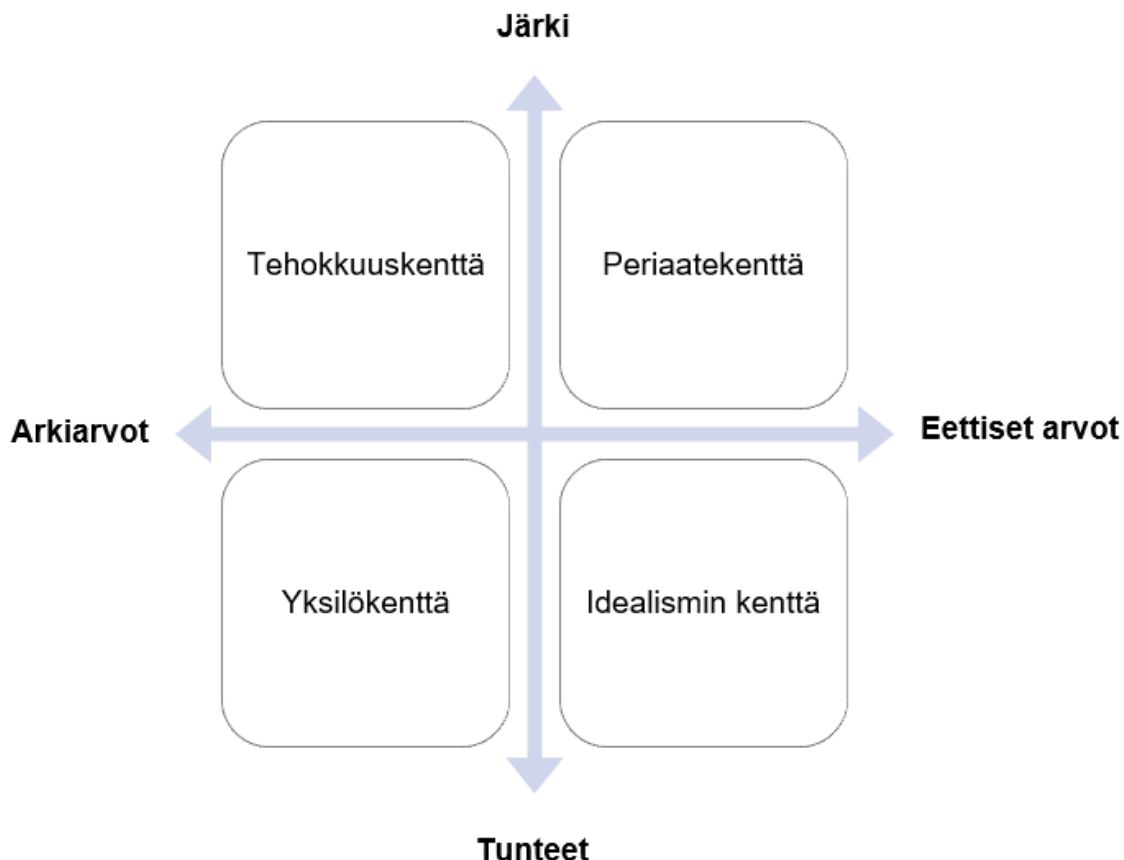 Järki
Tehokkuuskenttä
Periaatekenttä
Arkiarvot
Eettiset arvot
Yksilökenttä
Idealismin kenttä
Tunteet